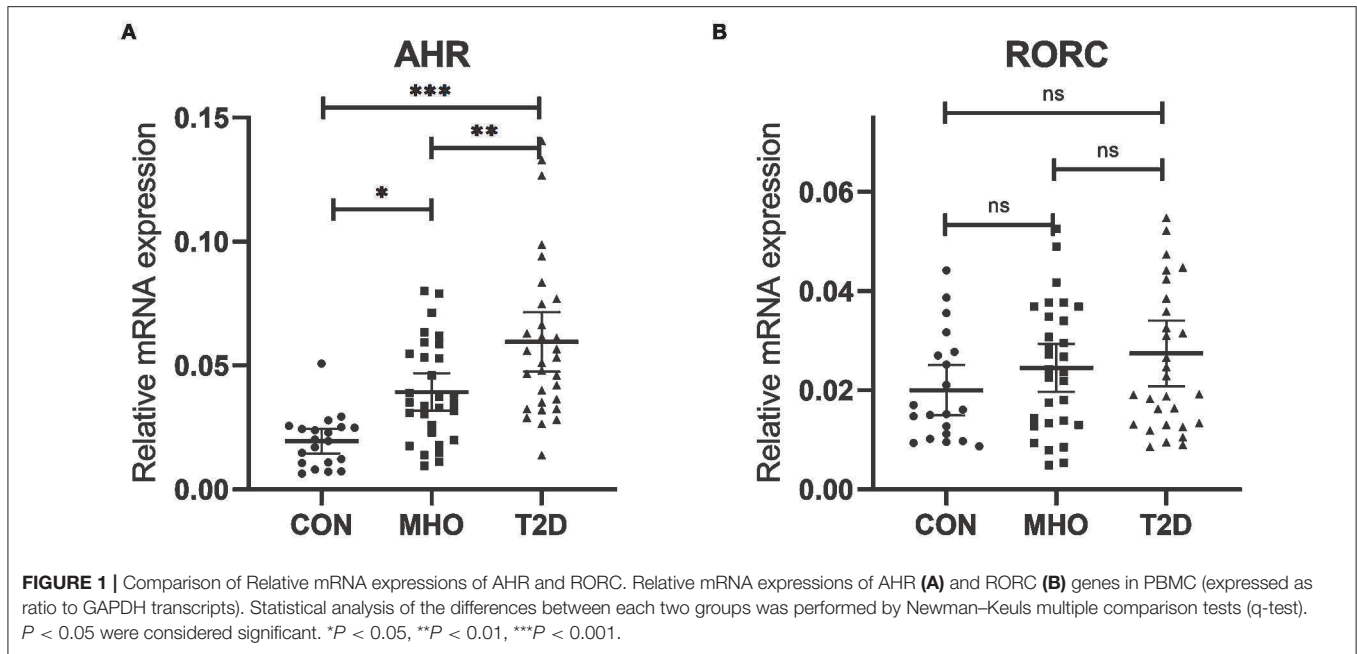 A
AHR
Relative mRNA expression
0.15
0.10
0.05
0.00
***
**
*
CON MHO T2D
B
RORC
Relative mRNA expression
0.06
0.04
0.02
0.00
ns
ns
ns
CON MHO T2D
FIGURE 1 | Comparison of Relative mRNA expressions of AHR and RORC. Relative mRNA expressions of AHR (A) and RORC (B) genes in PBMC (expressed as
ratio to GAPDH transcripts). Statistical analysis of the differences between each two groups was performed by Newman–Keuls multiple comparison tests (q-test).
P < 0.05 were considered significant. *P < 0.05, **P < 0.01, ***P < 0.001.